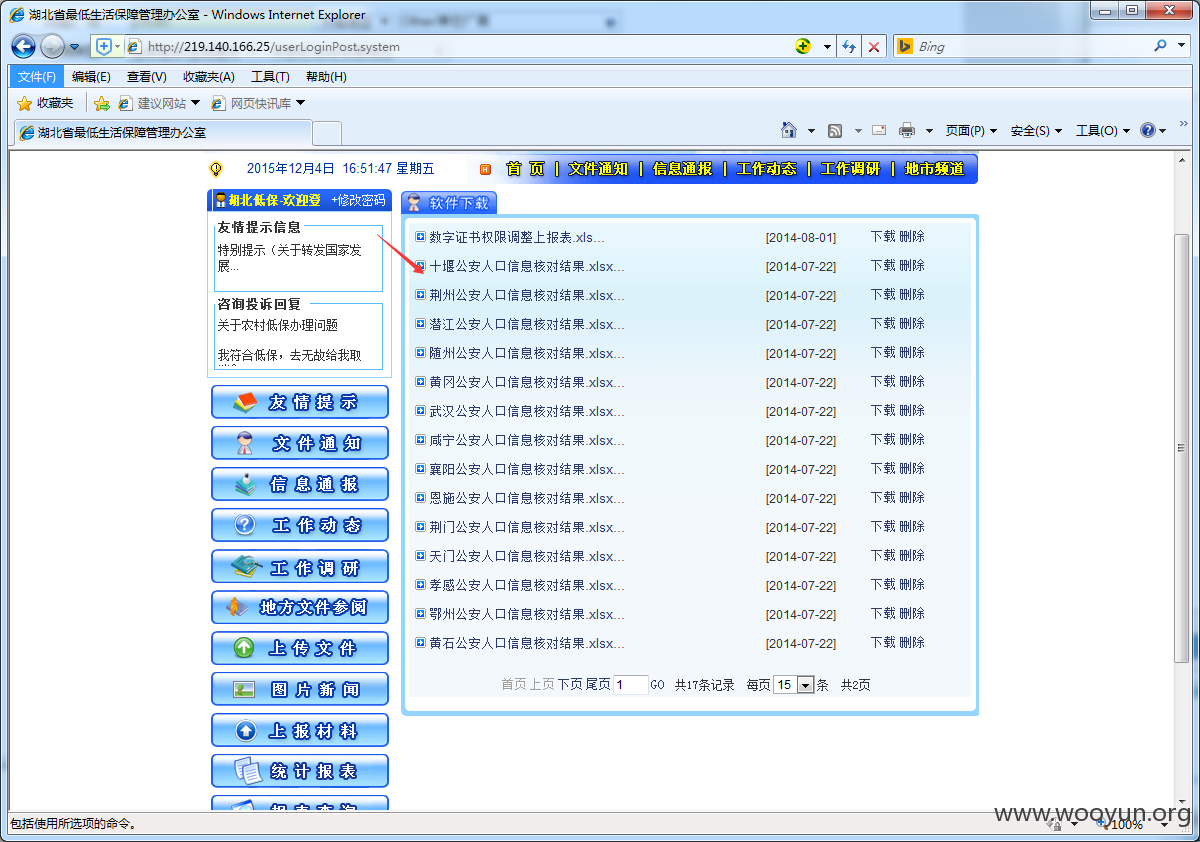 湖北省最低生活保障管理办公室 - Windows Internet Explorer
http://219.140.166.25/userLoginPost.system
Bing
文件(F) 编辑(E) 查看(V) 收藏夹(A) 工具(T) 帮助(H)
收藏夹 建议网站 网页快讯库
湖北省最低生活保障管理办公室
页面(P) 安全(S) 工具(O)
2015年12月4日 16:51:47 星期五
首 页 | 文件通知 | 信息通报 | 工作动态 | 工作调研 | 地市频道
湖北低保-欢迎登 +修改密码
友情提示信息
特别提示（关于转发国家发
展...
咨询投诉回复
关于农村低保办理问题
我符合低保，去无故给我取
友情提示
文件通知
信息通报
工作动态
工作调研
地方文件参阅
上传文件
图片新闻
上报材料
统计报表
报表查询
软件下载
数字证书权限调整上报表.xls... [2014-08-01] 下载 删除
十堰公安人口信息核对结果.xlsx... [2014-07-22] 下载 删除
荆州公安人口信息核对结果.xlsx... [2014-07-22] 下载 删除
潜江公安人口信息核对结果.xlsx... [2014-07-22] 下载 删除
随州公安人口信息核对结果.xlsx... [2014-07-22] 下载 删除
黄冈公安人口信息核对结果.xlsx... [2014-07-22] 下载 删除
武汉公安人口信息核对结果.xlsx... [2014-07-22] 下载 删除
咸宁公安人口信息核对结果.xlsx... [2014-07-22] 下载 删除
襄阳公安人口信息核对结果.xlsx... [2014-07-22] 下载 删除
恩施公安人口信息核对结果.xlsx... [2014-07-22] 下载 删除
荆门公安人口信息核对结果.xlsx... [2014-07-22] 下载 删除
天门公安人口信息核对结果.xlsx... [2014-07-22] 下载 删除
孝感公安人口信息核对结果.xlsx... [2014-07-22] 下载 删除
鄂州公安人口信息核对结果.xlsx... [2014-07-22] 下载 删除
黄石公安人口信息核对结果.xlsx... [2014-07-22] 下载 删除
首页 上页 下页 尾页 1 GO 共17条记录 每页 15 条 共2页
www.wooyun.org
包括使用所选项的命令。
100%